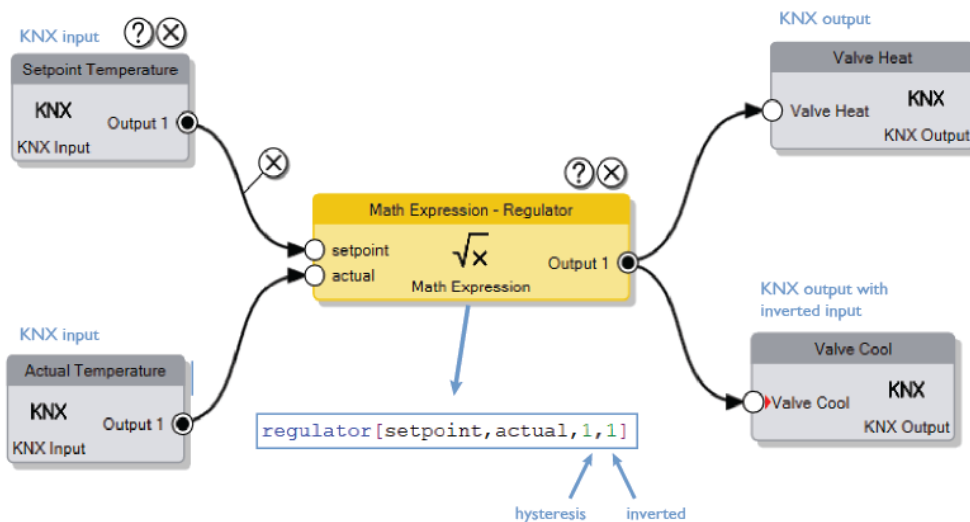 KNX input
?
Setpoint Temperature
KNX
Output 1
KNX Input
KNX output
Valve Heat
Valve Heat
KNX
KNX Output
?
Math Expression - Regulator
setpoint
actual
√x
Output 1
Math Expression
KNX input
Actual Temperature
KNX
Output 1
KNX Input
KNX output with
inverted input
Valve Cool
Valve Cool
KNX
KNX Output
regulator[setpoint,actual,1,1]
hysteresis
inverted